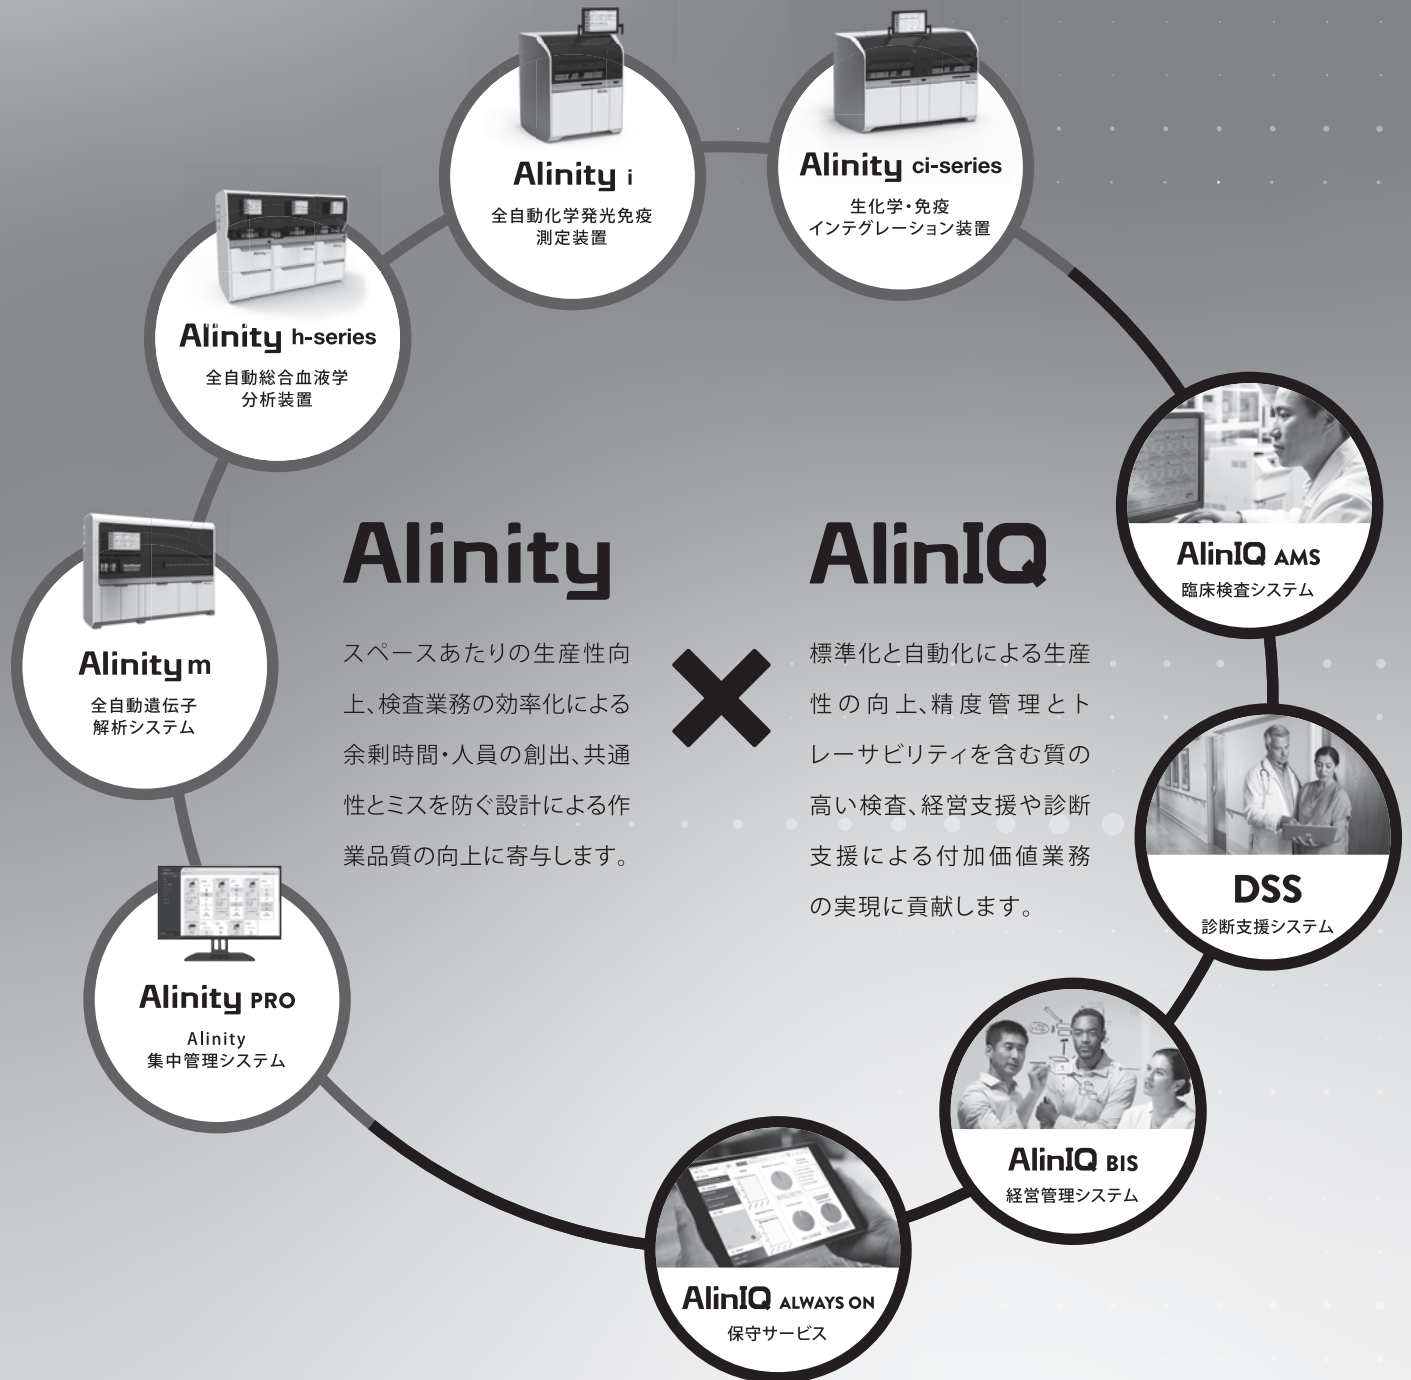 Alinity i
全自動化学発光免疫
測定装置
Alinity ci-series
生化学・免疫
インテグレーション装置
Alinity h-series
全自動総合血液学
分析装置
Alinity m
全自動遺伝子
解析システム
Alinity PRO
Alinity
集中管理システム
Alinity
スペースあたりの生産性向
上、検査業務の効率化による
余剰時間・人員の創出、共通
性とミスを防ぐ設計による作
業品質の向上に寄与します。
×
AlinIQ
標準化と自動化による生産
性の向上、精度管理とト
レーサビリティを含む質の
高い検査、経営支援や診断
支援による付加価値業務
の実現に貢献します。
AlinIQ AMS
臨床検査システム
DSS
診断支援システム
AlinIQ BIS
経営管理システム
AlinIQ ALWAYS ON
保守サービス